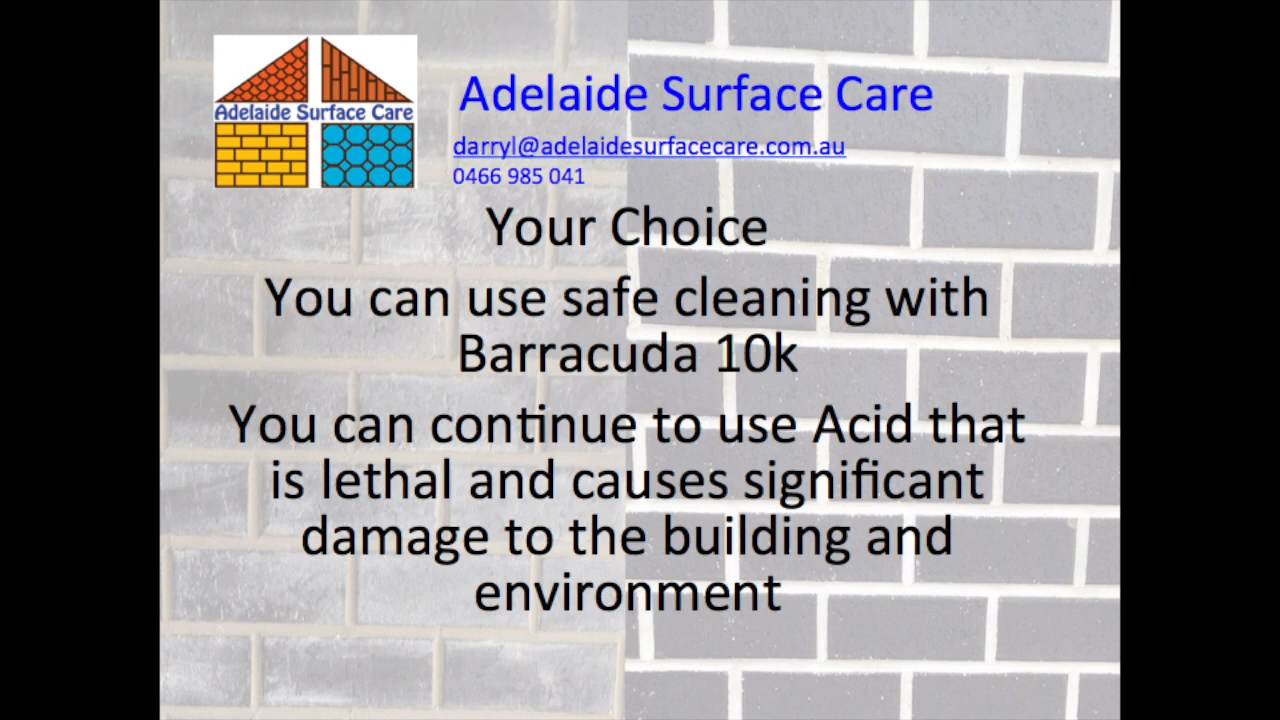 Adelaide Surface Care
Adelaide Surface Care
darryl@adelaidesurfacecare.com.au
0466 985 041
Your Choice
You can use safe cleaning with
Barracuda 10k
You can continue to use Acid that
is lethal and causes significant
damage to the building and
environment